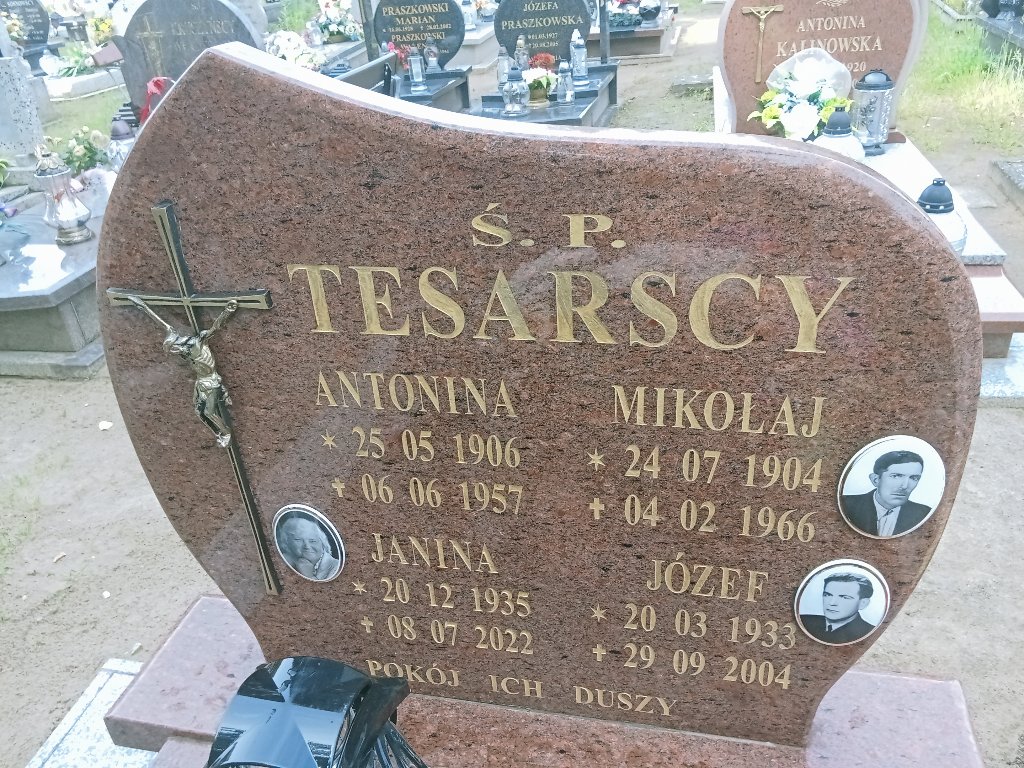 PRASZKOWSKI
MARIAN
PRASZKOWSKI
JÓZEFA
PRASZKOWSKA
ANTONINA
KALINOWSKA
1920
Ś. P.
TESARSCY
ANTONINA
* 25 05 1906
+ 06 06 1957
MIKOŁAJ
* 24 07 1904
+ 04 02 1966
JANINA
* 20 12 1935
+ 08 07 2022
JÓZEF
* 20 03 1933
+ 29 09 2004
POKÓJ ICH DUSZY